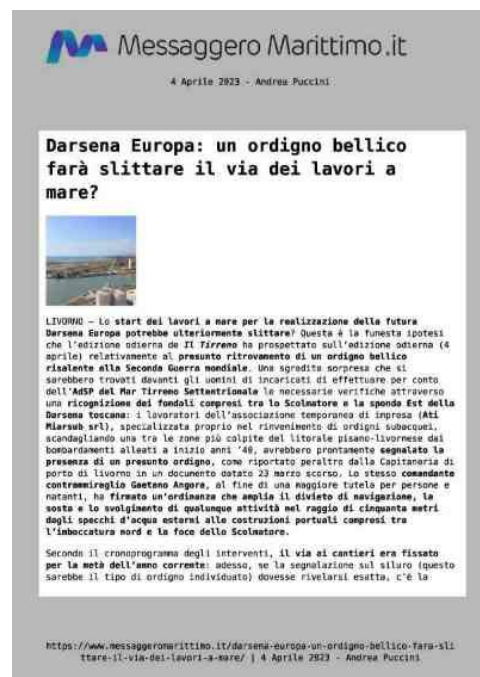 Messaggero Marittimo.it
4 Aprile 2023 - Andrea Puccini
Darsena Europa: un ordigno bellico
farà slittare il via dei lavori a
mare?
LIVORNO – Lo start dei lavori a mare per la realizzazione della futura
Darsena Europa potrebbe ulteriormente slittare? Questa è la funesta ipotesi
che l'edizione odierna de Il Tirreno ha prospettato sull'edizione odierna (4
aprile) relativamente al presunto ritrovamento di un ordigno bellico
risalente alla Seconda Guerra mondiale. Una sgradita sorpresa che si
sarebbero trovati davanti gli uomini di incaricati di effettuare per conto
dell'AdSP del Mar Tirreno Settentrionale le necessarie verifiche attraverso
una ricognizione dei fondali compresi tra lo Scolmatore e la sponda Est della
Darsena toscana: i lavoratori dell'associazione temporanea di impresa (Ati
Miarsub srl), specializzata proprio nel rinvenimento di ordigni subacquei,
scandagliando una tra le zone più colpite del litorale pisano-livornese dai
bombardamenti alleati a inizio anni '40, avrebbero prontamente segnalato la
presenza di un presunto ordigno, come riportato peraltro dalla Capitaneria di
porto di livorno in un documento datato 23 marzo scorso. Lo stesso comandante
contrammiraglio Gaetano Angora, al fine di una maggiore tutela per persone e
natanti, ha firmato un'ordinanza che amplia il divieto di navigazione, la
sosta e lo svolgimento di qualunque attività nel raggio di cinquanta metri
dagli specchi d'acqua esterni alle costruzioni portuali compresi tra
l'imboccatura nord e la foce dello Scolmatore.
Secondo il cronoprogramma degli interventi, il via ai cantieri era fissato
per la metà dell'anno corrente: adesso, se la segnalazione sul siluro (questo
sarebbe il tipo di ordigno individuato) dovesse rivelarsi esatta, c'è la
https://www.messaggeromarittimo.it/darsena-europa-un-ordigno-bellico-fara-sli
ttare-il-via-dei-lavori-a-mare/ | 4 Aprile 2023 - Andrea Puccini